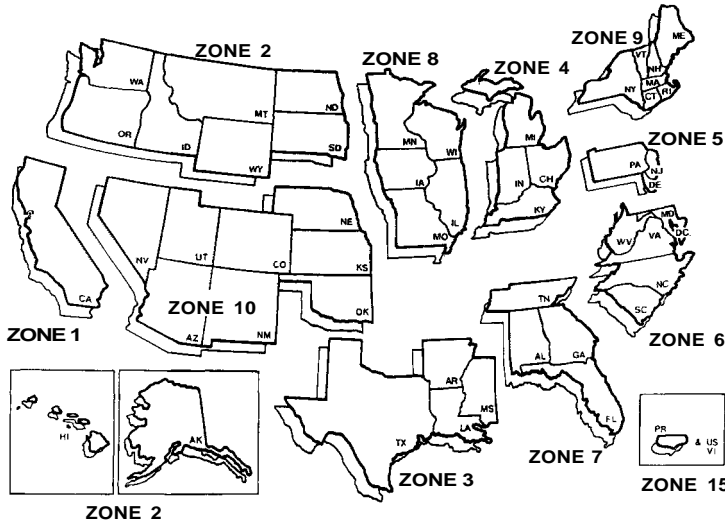 ZONE 2
ZONE 8
ZONE 9
ZONE 4
ME
VT
NH
MA
NY
CT
RI
WA
MT
ND
OR
ID
WY
SD
MN
WI
MI
IA
IL
MO
IN
CH
KY
ZONE 5
PA
NJ
DE
MD
DC.
WV
VA
NC
SC
ZONE 6
CA
ZONE 1
NV
UT
CO
NE
KS
OK
AZ
NM
ZONE 10
TN
AL
GA
FL
ZONE 7
TX
AR
LA
MS
ZONE 3
HI
AK
ZONE 2
PR
& US
VI
ZONE 15